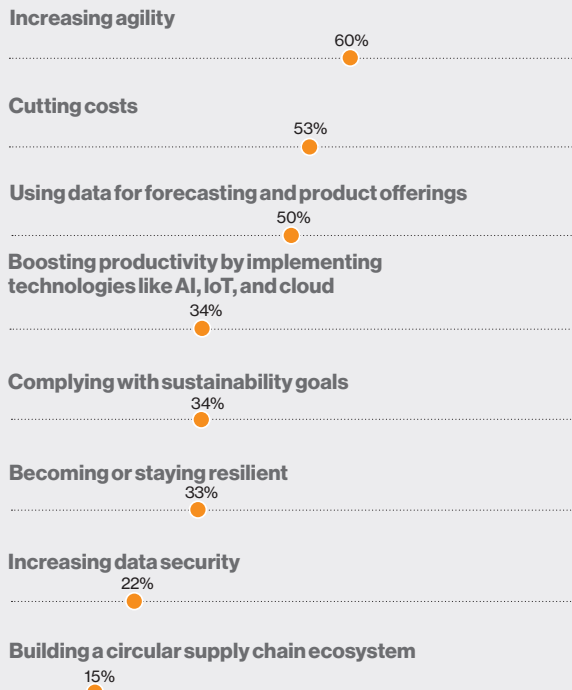 Increasing agility
60%
Cutting costs
53%
Using data for forecasting and product offerings
50%
Boosting productivity by implementing
technologies like AI, IoT, and cloud
34%
Complying with sustainability goals
34%
Becoming or staying resilient
33%
Increasing data security
22%
Building a circular supply chain ecosystem
15%